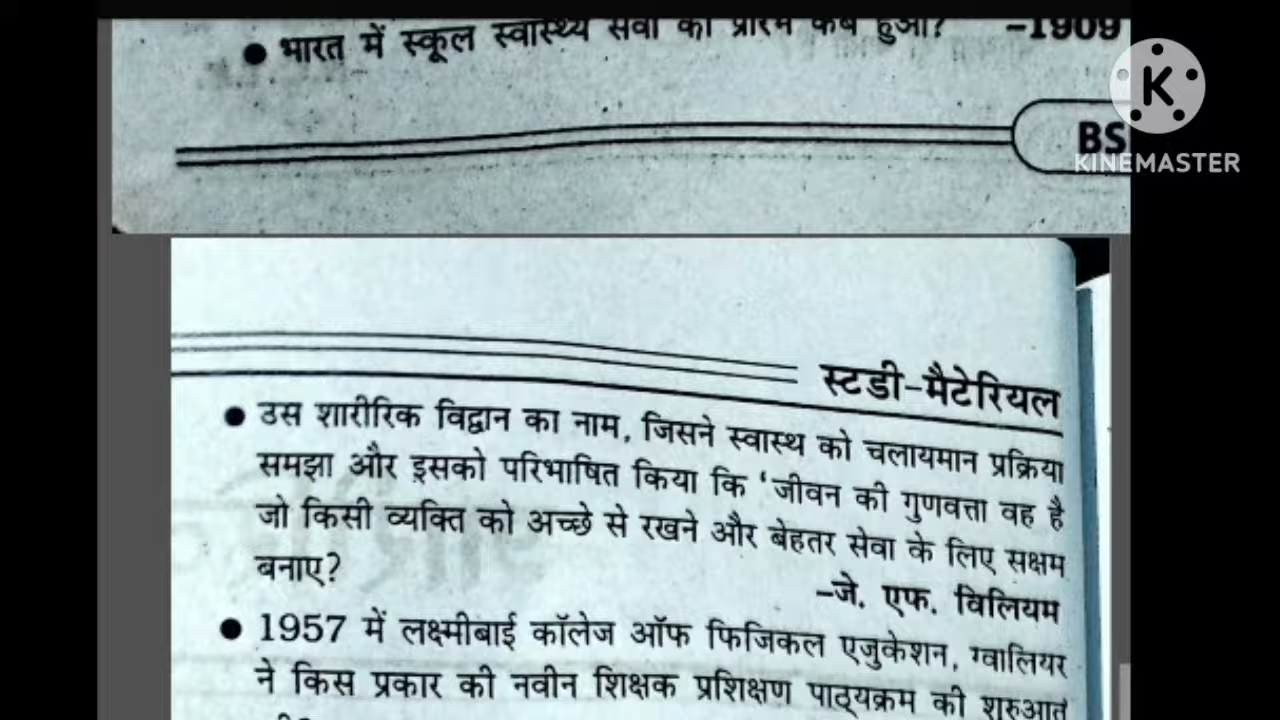 ● भारत में स्कूल स्वास्थ्य सेवा का प्रारंभ कब हुआ? –1909
K
BS
KINEMASTER
स्टडी-मैटेरियल
● उस शारीरिक विद्वान का नाम, जिसने स्वास्थ को चलायमान प्रक्रिया
समझा और इसको परिभाषित किया कि ‘जीवन की गुणवत्ता वह है
जो किसी व्यक्ति को अच्छे से रखने और बेहतर सेवा के लिए सक्षम
बनाए?
–जे. एफ. विलियम
● 1957 में लक्ष्मीबाई कॉलेज ऑफ फिजिकल एजुकेशन, ग्वालियर
ने किस प्रकार की नवीन शिक्षक प्रशिक्षण पाठ्यक्रम की शुरुआत